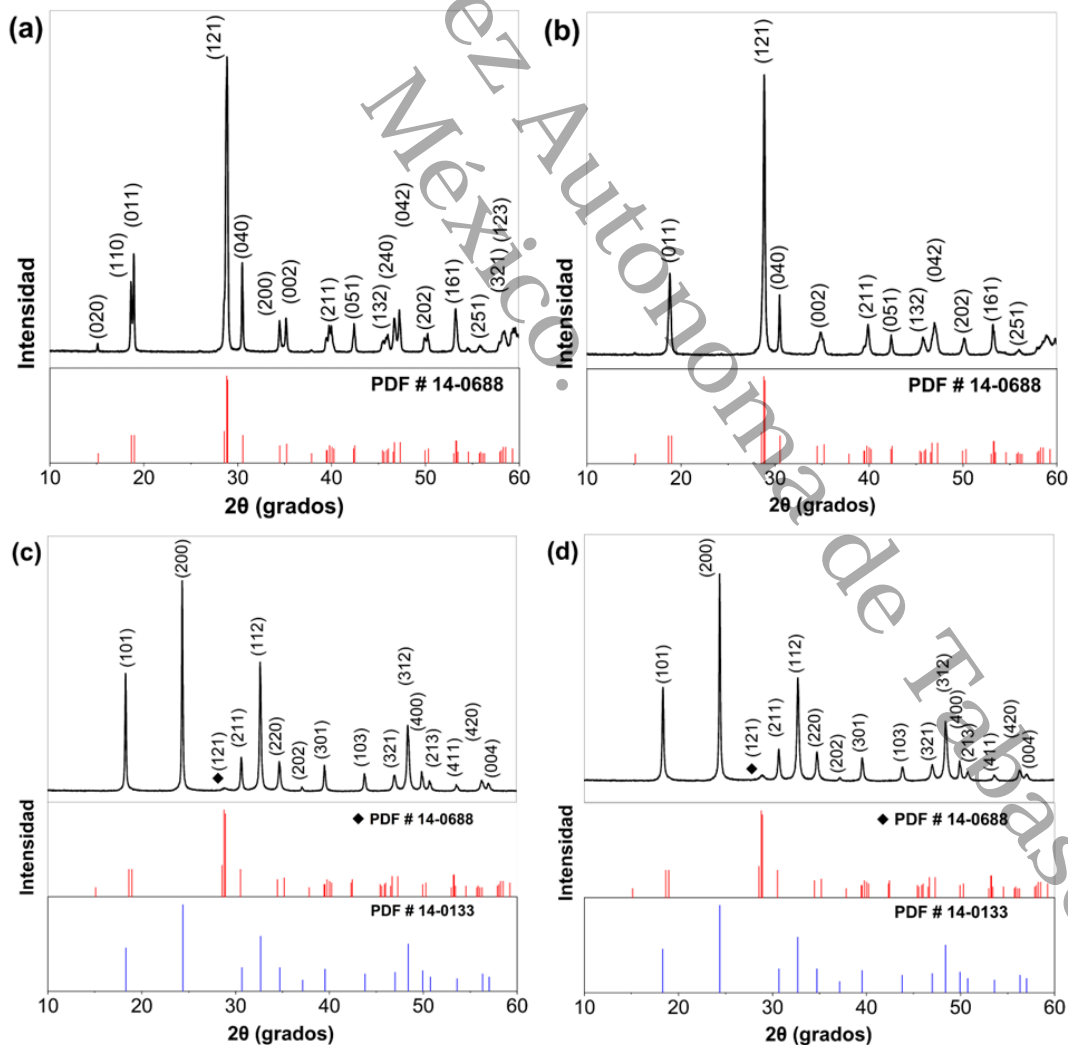 (a)
(121)
(011)
(110)
(020)
(040)
(200)
(002)
(211)
(051)
(132)
(240)
(042)
(202)
(161)
(251)
(321)
(123)
Intensidad
PDF # 14-0688
10 20 30 40 50 60
2θ (grados)
(b)
(121)
(011)
(040)
(002)
(211)
(051)
(132)
(042)
(202)
(161)
(251)
Intensidad
PDF # 14-0688
10 20 30 40 50 60
2θ (grados)
(c)
(200)
(101)
(121)
◆
(211)
(112)
(220)
(202)
(301)
(103)
(321)
(312)
(400)
(213)
(411)
(420)
(004)
Intensidad
◆ PDF # 14-0688
PDF # 14-0133
10 20 30 40 50 60
2θ (grados)
(d)
(200)
(101)
(121)
◆
(211)
(112)
(220)
(202)
(301)
(103)
(321)
(312)
(400)
(213)
(411)
(420)
(004)
Intensidad
◆ PDF # 14-0688
PDF # 14-0133
10 20 30 40 50 60
2θ (grados)
ez Autónoma de Tabasc
México.